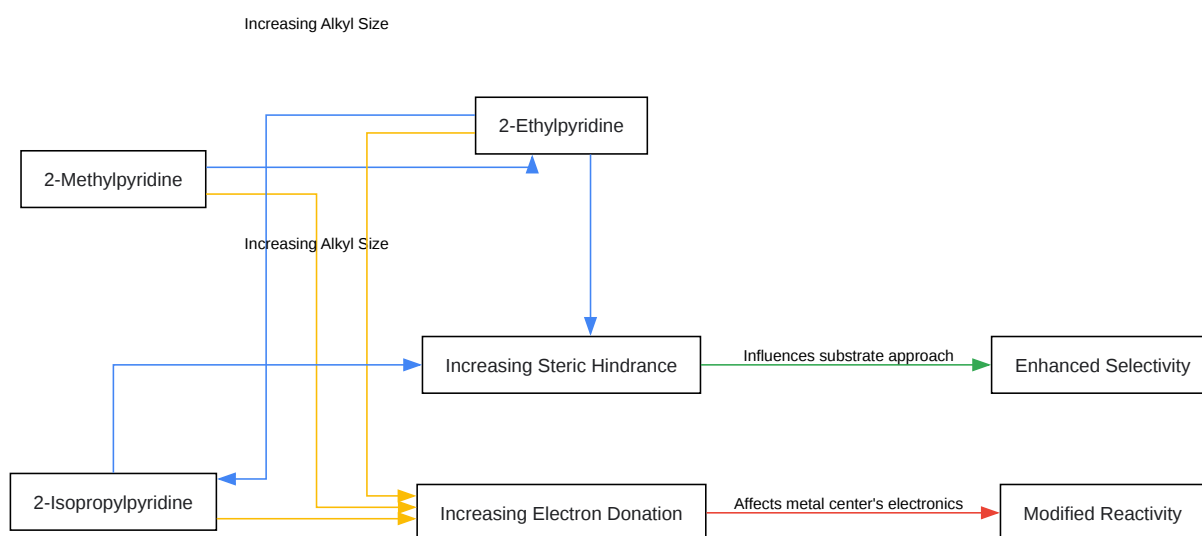 Increasing Alkyl Size
2-Ethylpyridine
2-Methylpyridine
Increasing Alkyl Size
Increasing Steric Hindrance
Influences substrate approach
Enhanced Selectivity
2-Isopropylpyridine
Increasing Electron Donation
Affects metal center's electronics
Modified Reactivity